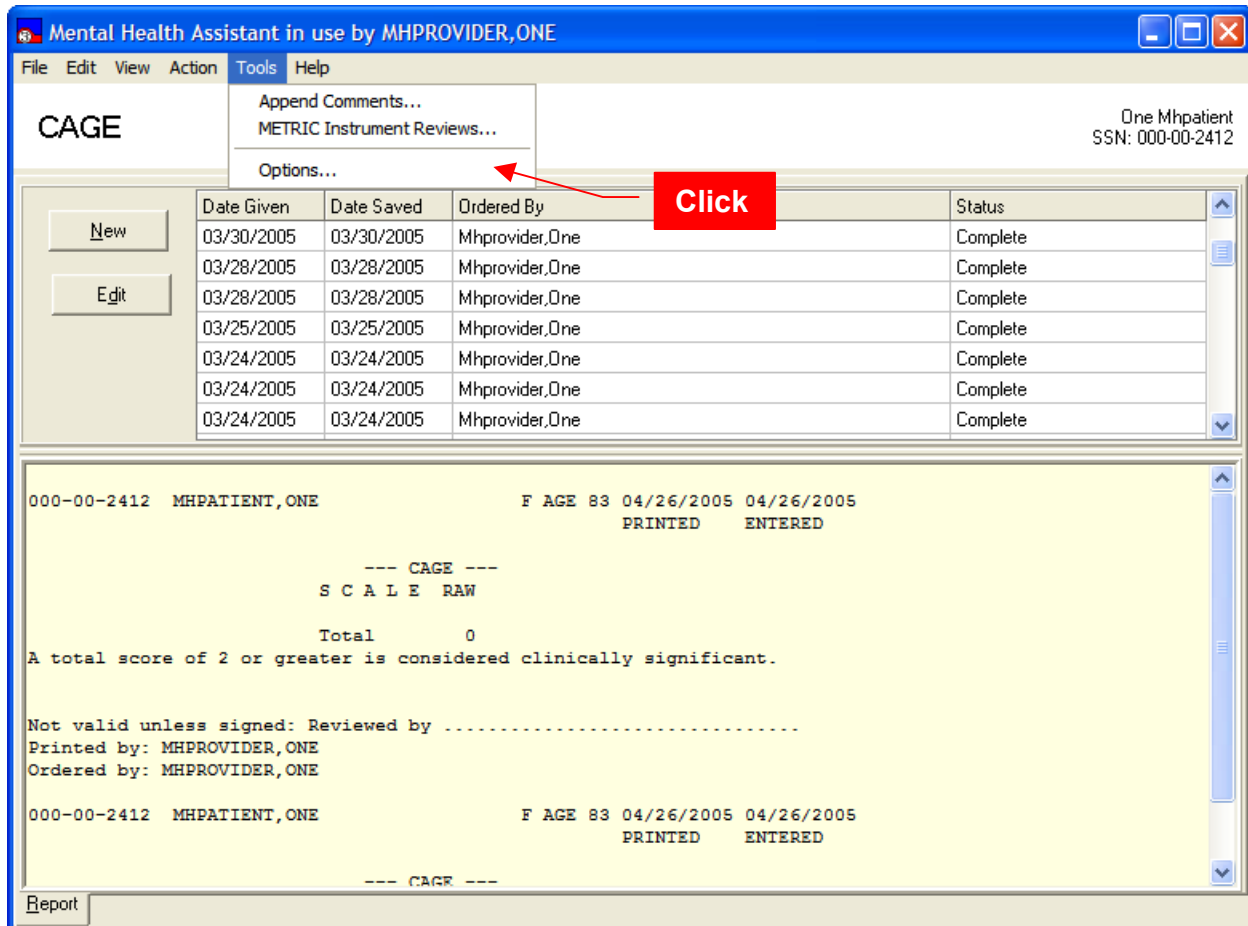 Mental Health Assistant in use by MHPROVIDER,ONE
File Edit View Action Tools Help
Append Comments...
METRIC Instrument Reviews...
Options...
CAGE
One Mhpatient
SSN: 000-00-2412
Click
New
Edit
Date Given Date Saved Ordered By Status
03/30/2005 03/30/2005 Mhprovider,One Complete
03/28/2005 03/28/2005 Mhprovider,One Complete
03/28/2005 03/28/2005 Mhprovider,One Complete
03/25/2005 03/25/2005 Mhprovider,One Complete
03/24/2005 03/24/2005 Mhprovider,One Complete
03/24/2005 03/24/2005 Mhprovider,One Complete
03/24/2005 03/24/2005 Mhprovider,One Complete
000-00-2412 MHPATIENT,ONE F AGE 83 04/26/2005 04/26/2005
PRINTED ENTERED
--- CAGE ---
S C A L E RAW
Total 0
A total score of 2 or greater is considered clinically significant.
Not valid unless signed: Reviewed by ................................
Printed by: MHPROVIDER,ONE
Ordered by: MHPROVIDER,ONE
000-00-2412 MHPATIENT,ONE F AGE 83 04/26/2005 04/26/2005
PRINTED ENTERED
--- CAGE ---
Report